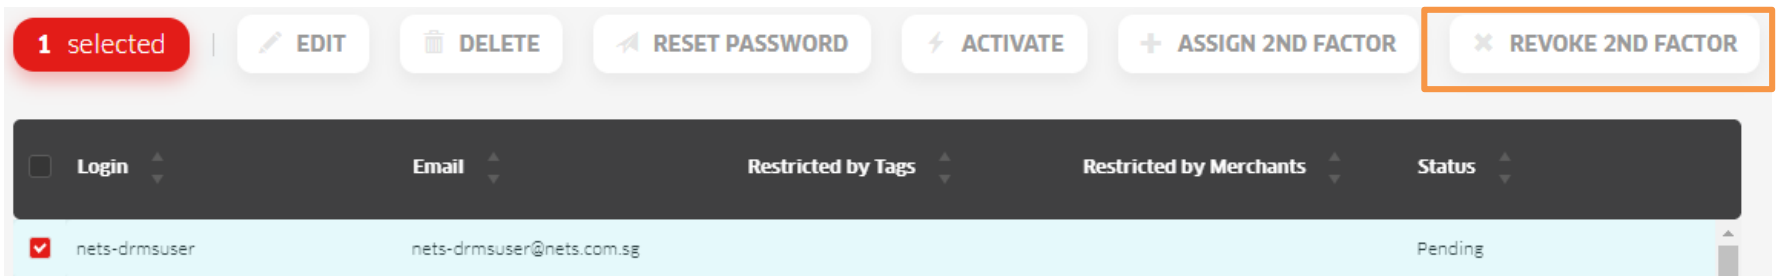 1 selected EDIT DELETE RESET PASSWORD ACTIVATE ASSIGN 2ND FACTOR REVOKE 2ND FACTOR
Login Email Restricted by Tags Restricted by Merchants Status
nets-drmsuser nets-drmsuser@nets.com.sg Pending